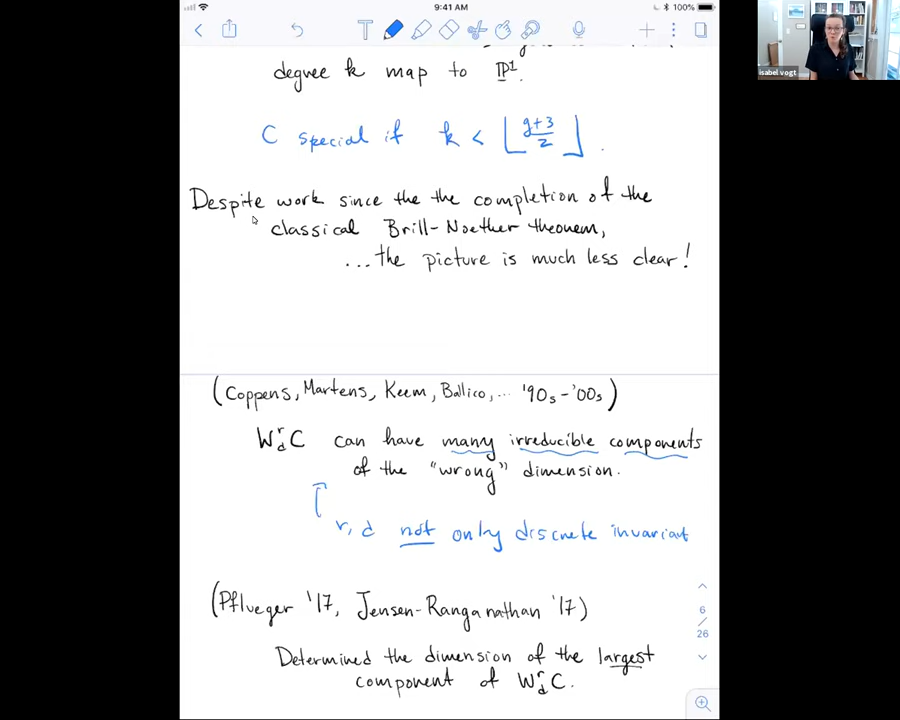 9:41 AM
100%
isabel vogt
degree k map to ℙ¹.
C special if k < ⌊ g+3/2 ⌋.
Despite work since the the completion of the
classical Brill-Noether theorem,
...the picture is much less clear!
(Coppens, Martens, Keem, Ballico, ... '90s-'00s)
W^r_d C can have many irreducible components
of the "wrong" dimension.
r, d not only discrete invariant
(Pflueger '17, Jensen-Ranganathan '17)
6
/
26
Determined the dimension of the largest
component of W^r_d C.